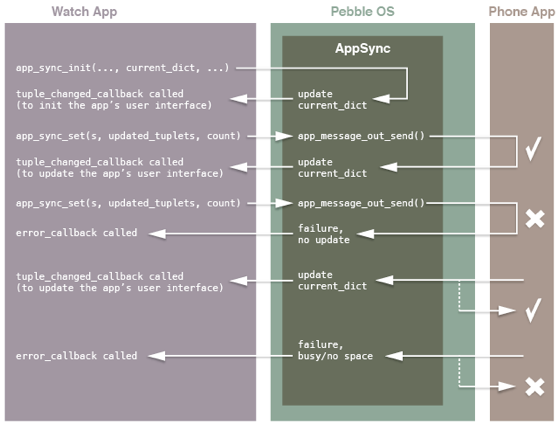 Watch App
Pebble OS
Phone App
AppSync
app_sync_init(..., current_dict, ...)
tuple_changed_callback called
(to init the app's user interface)
update
current_dict
app_sync_set(s, updated_tuplets, count)
app_message_out_send()
tuple_changed_callback called
(to update the app's user interface)
update
current_dict
app_sync_set(s, updated_tuplets, count)
app_message_out_send()
error_callback called
failure,
no update
tuple_changed_callback called
(to update the app's user interface)
update
current_dict
error_callback called
failure,
busy/no space